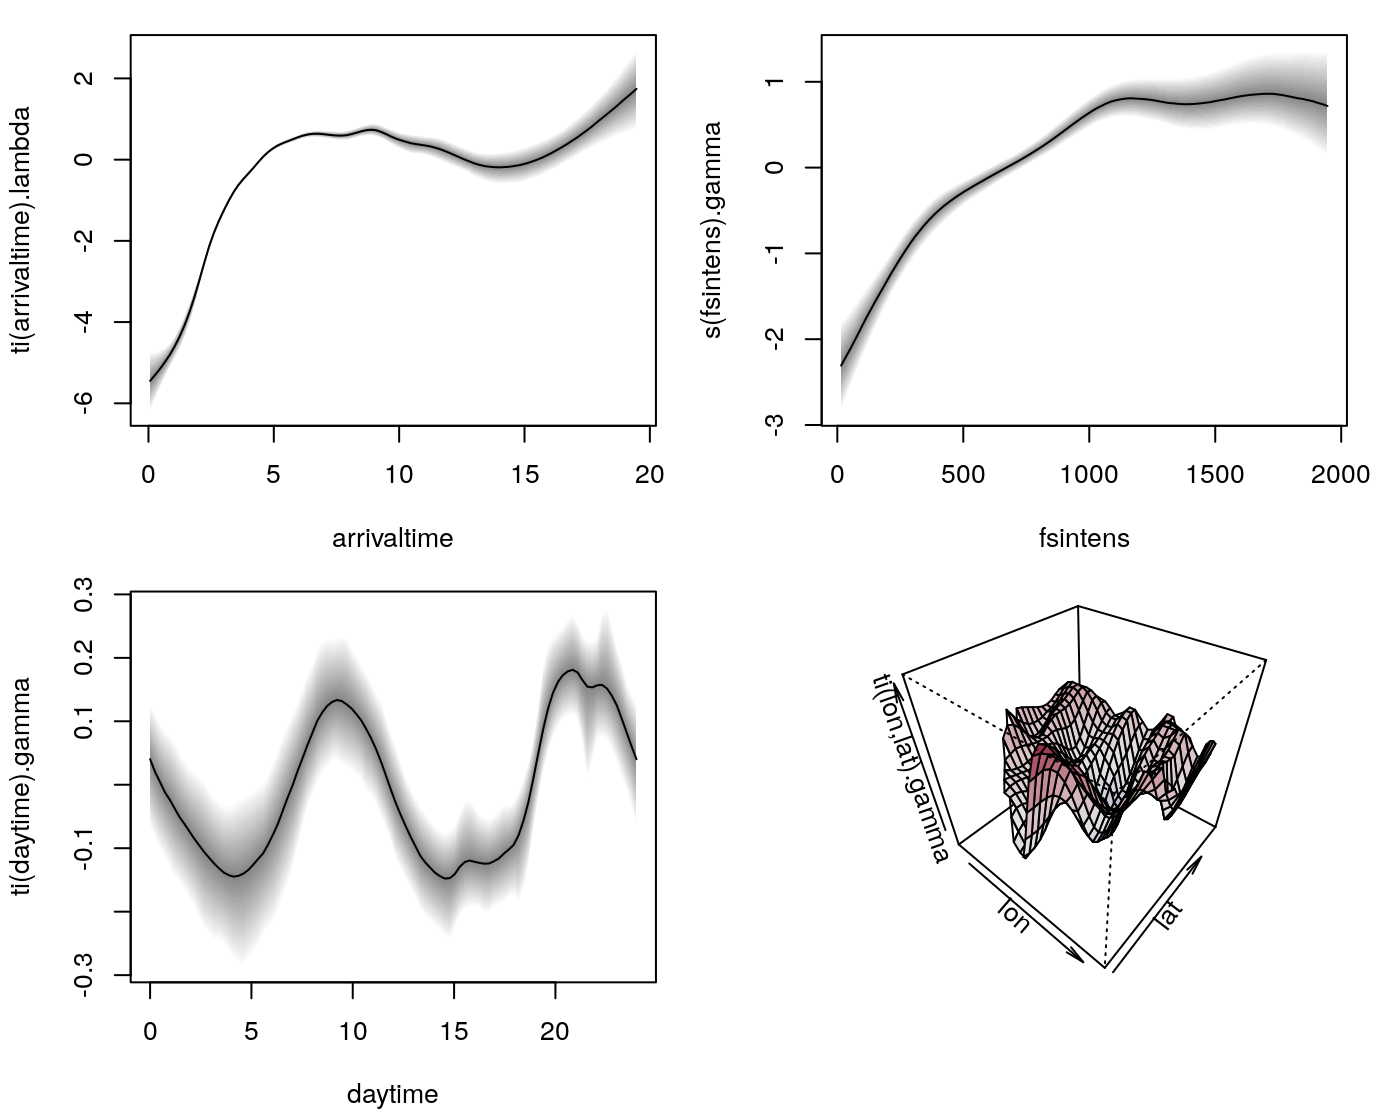 ti(arrivaltime).lambda
2
0
-2
-4
-6
0 5 10 15 20
arrivaltime
s(fsintens).gamma
1
0
-1
-2
-3
0 500 1000 1500 2000
fsintens
ti(daytime).gamma
0.3
0.2
0.1
-0.1
-0.3
0 5 10 15 20
daytime
ti(lon,lat).gamma
lon
lat